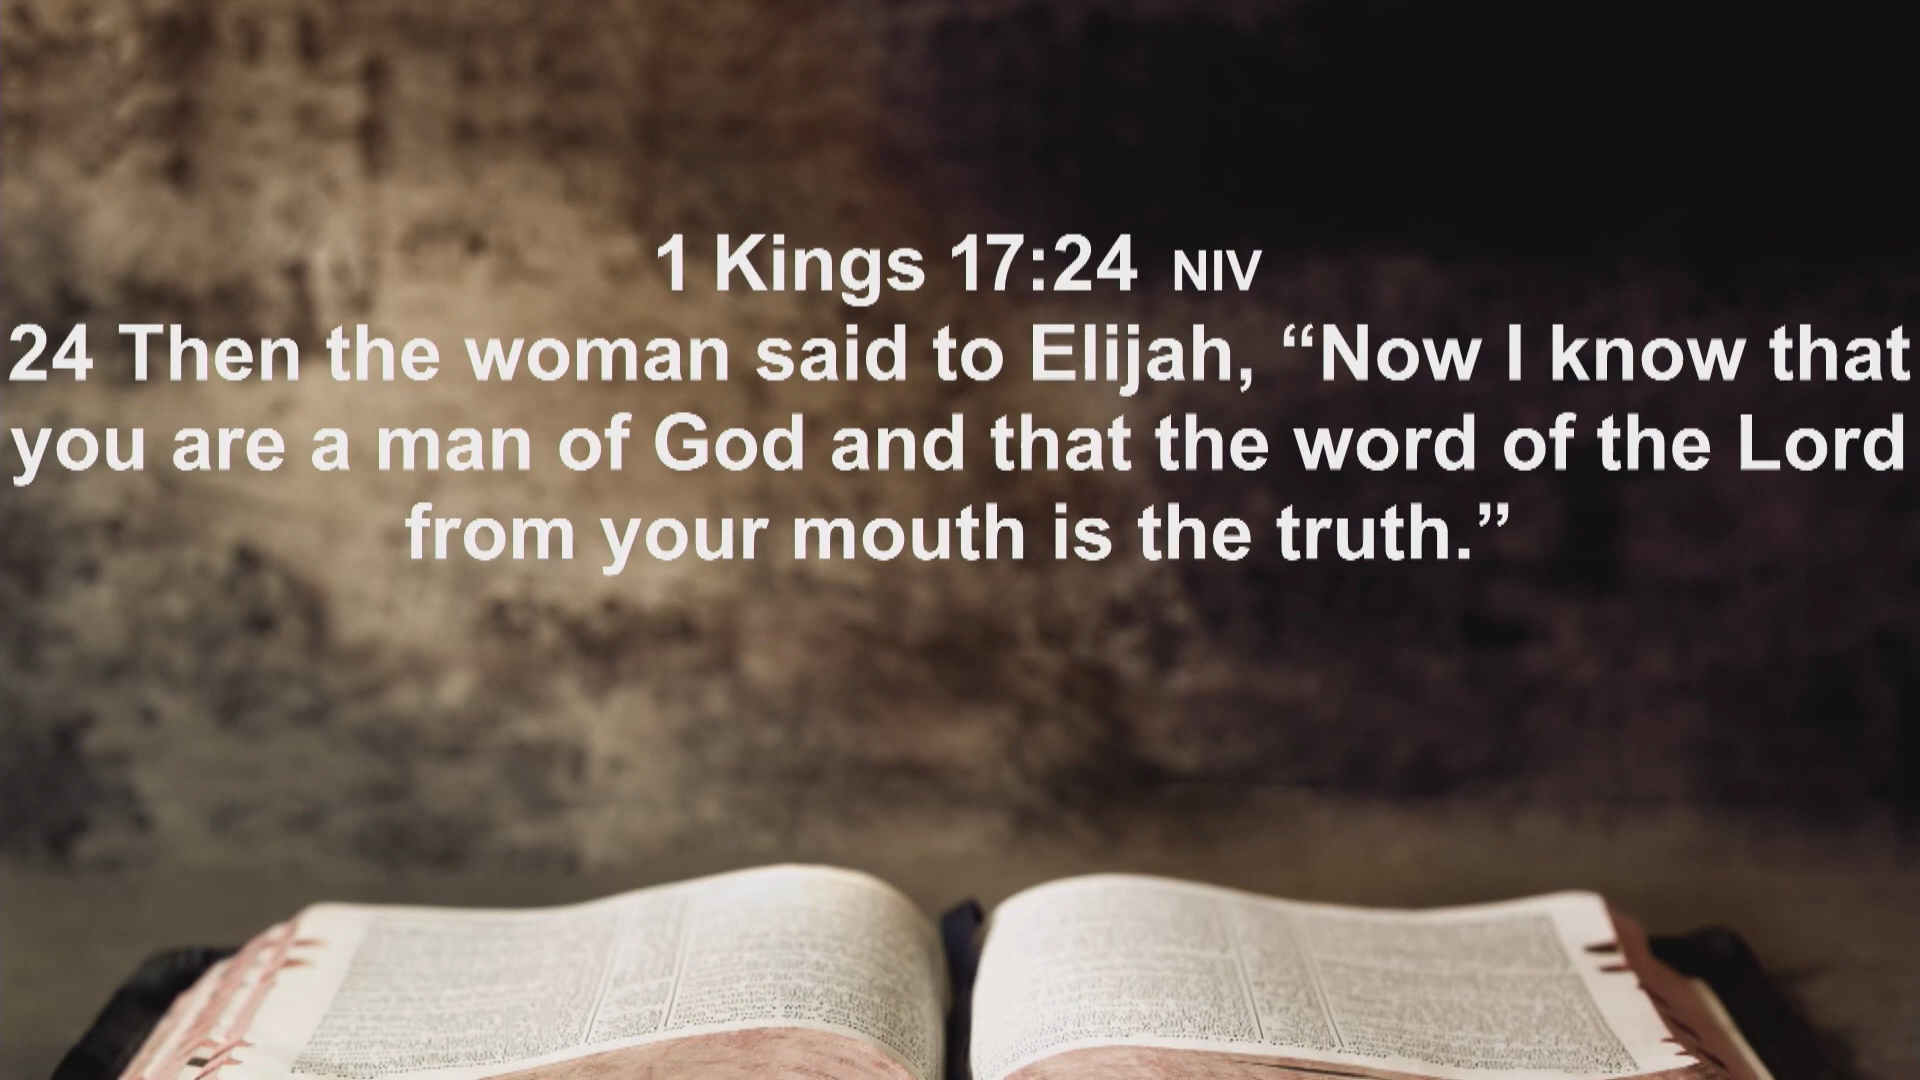 1 Kings 17:24 NIV
24 Then the woman said to Elijah, “Now I know that
you are a man of God and that the word of the Lord
from your mouth is the truth.”